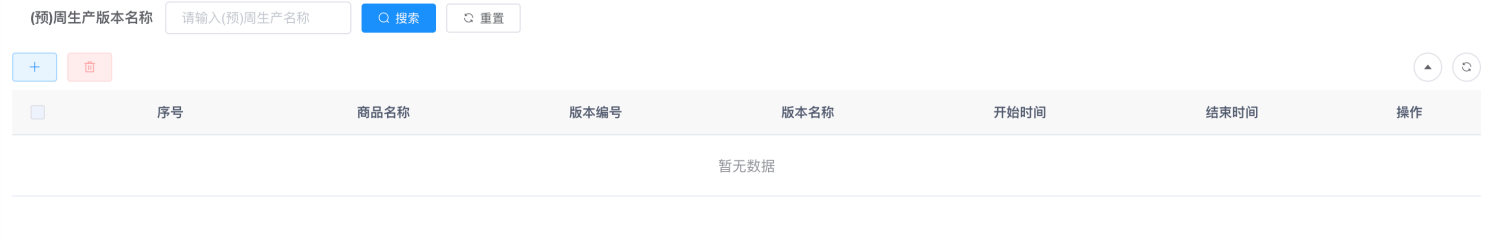 (预)周生产版本名称 请输入(预)周生产名称 搜索 重置
序号 商品名称 版本编号 版本名称 开始时间 结束时间 操作
暂无数据